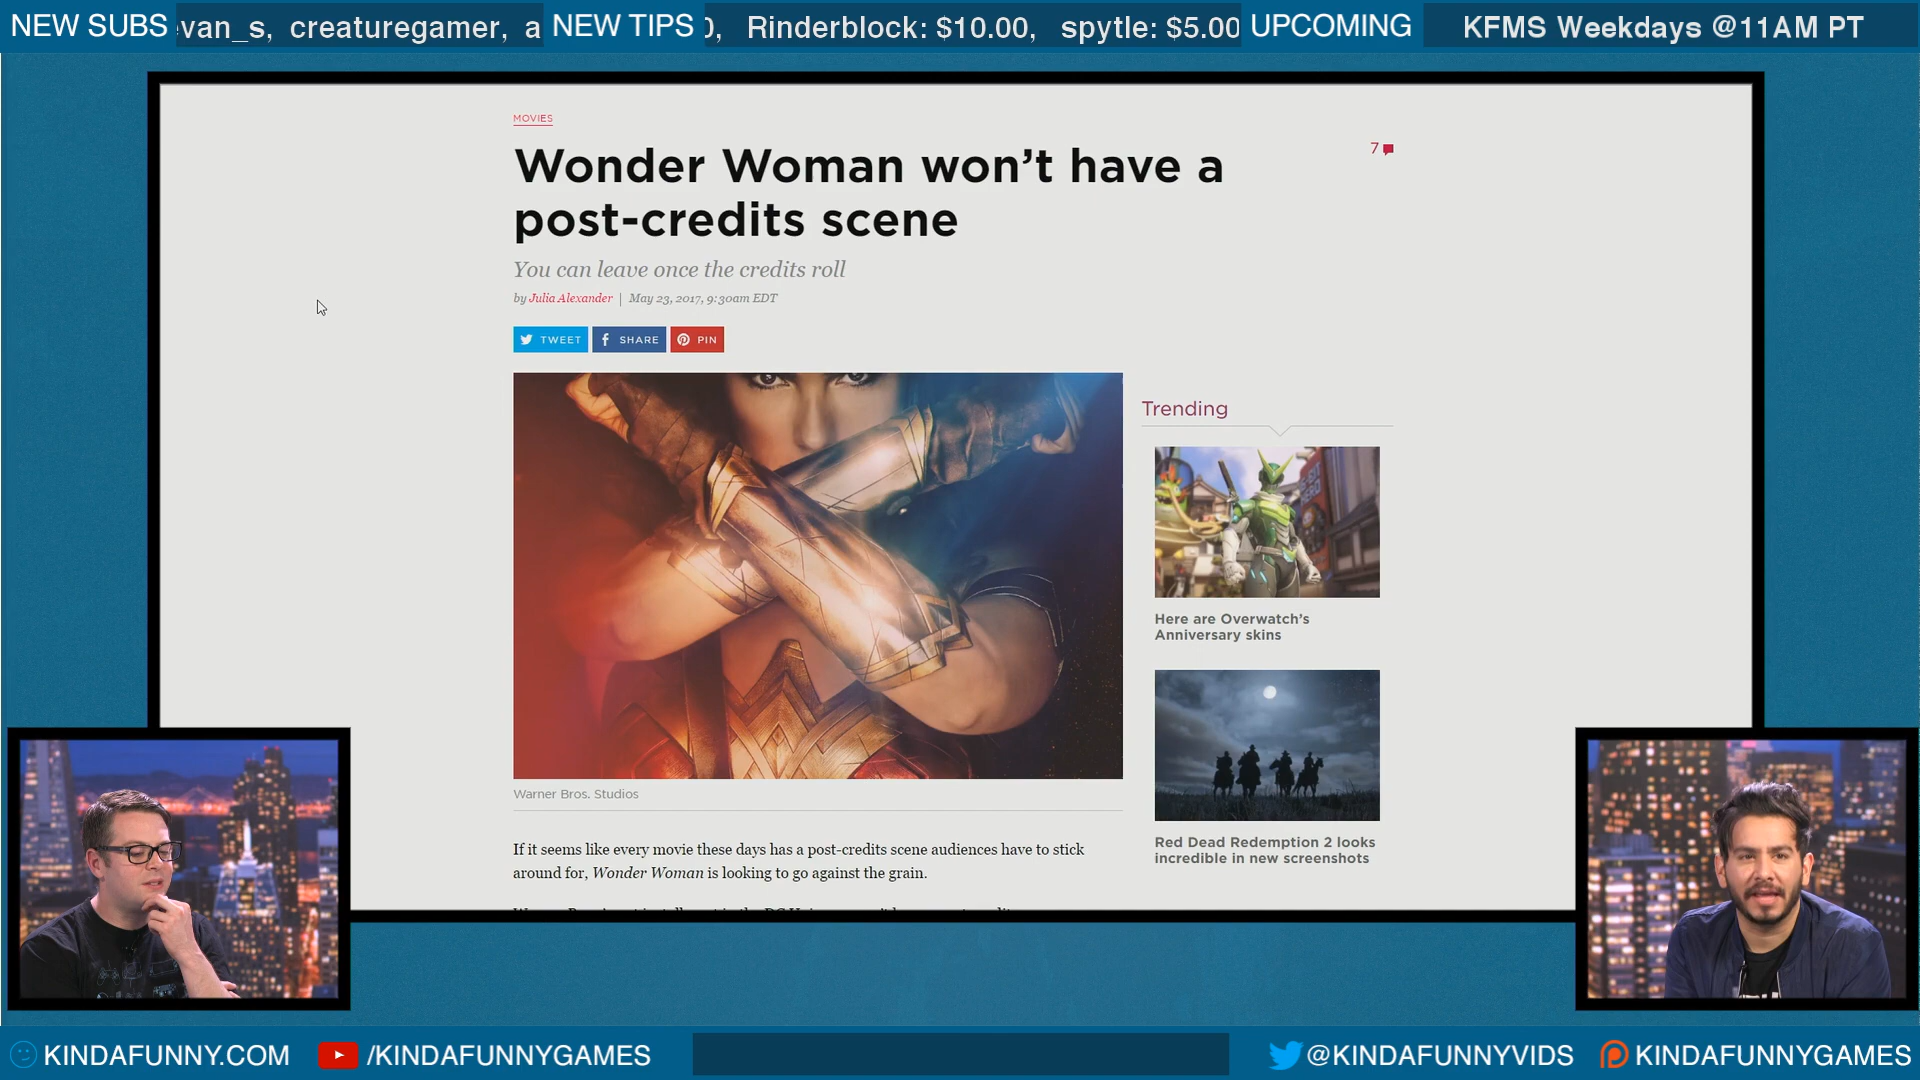 NEW SUBS van_s, creaturegamer, a NEW TIPS 0, Rinderblock: $10.00, spytle: $5.00 UPCOMING KFMS Weekdays @11AM PT
MOVIES
Wonder Woman won’t have a
post-credits scene
7
You can leave once the credits roll
by Julia Alexander | May 23, 2017, 9:30am EDT
TWEET SHARE PIN
Trending
Here are Overwatch’s
Anniversary skins
Red Dead Redemption 2 looks
incredible in new screenshots
Warner Bros. Studios
If it seems like every movie these days has a post-credits scene audiences have to stick
around for, Wonder Woman is looking to go against the grain.
KINDAFUNNY.COM /KINDAFUNNYGAMES @KINDAFUNNYVIDS KINDAFUNNYGAMES